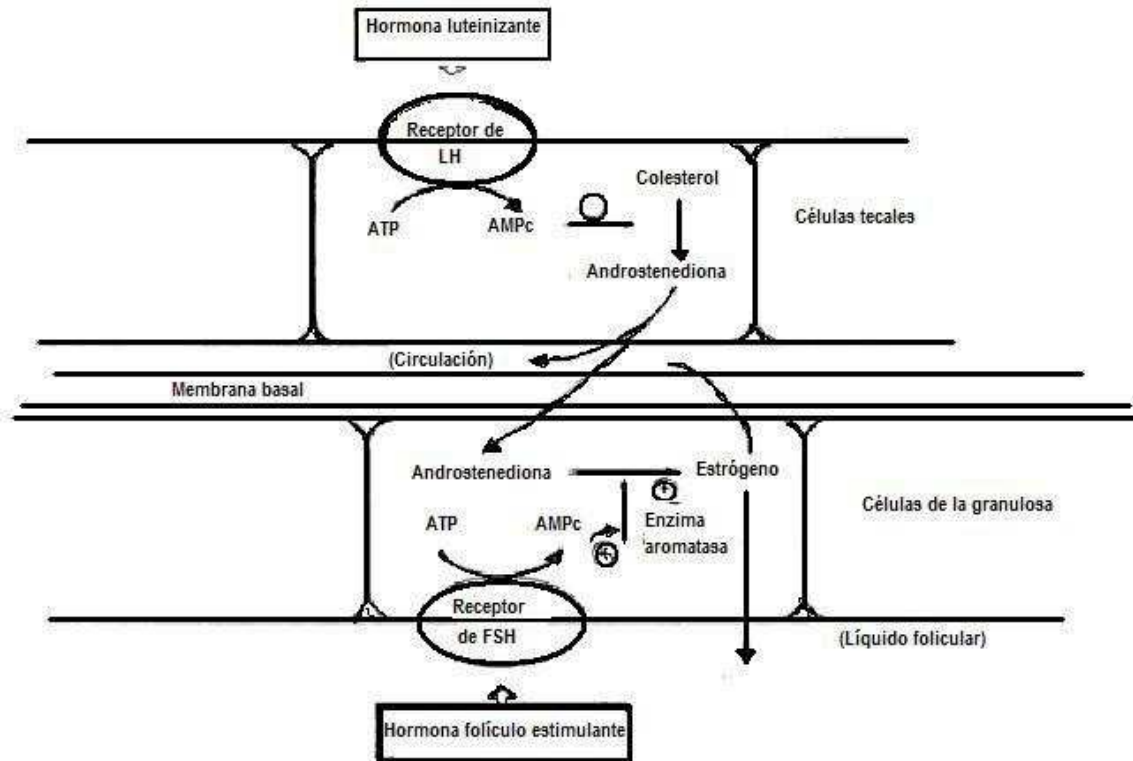 Hormona luteinizante
Receptor de
LH
Colesterol
ATP
AMPc
Células tecales
Androstenediona
(Circulación)
Membrana basal
Androstenediona
Estrógeno
Células de la granulosa
ATP
AMPc
Enzima
aromatasa
Receptor
de FSH
(Líquido folicular)
Hormona folículo estimulante